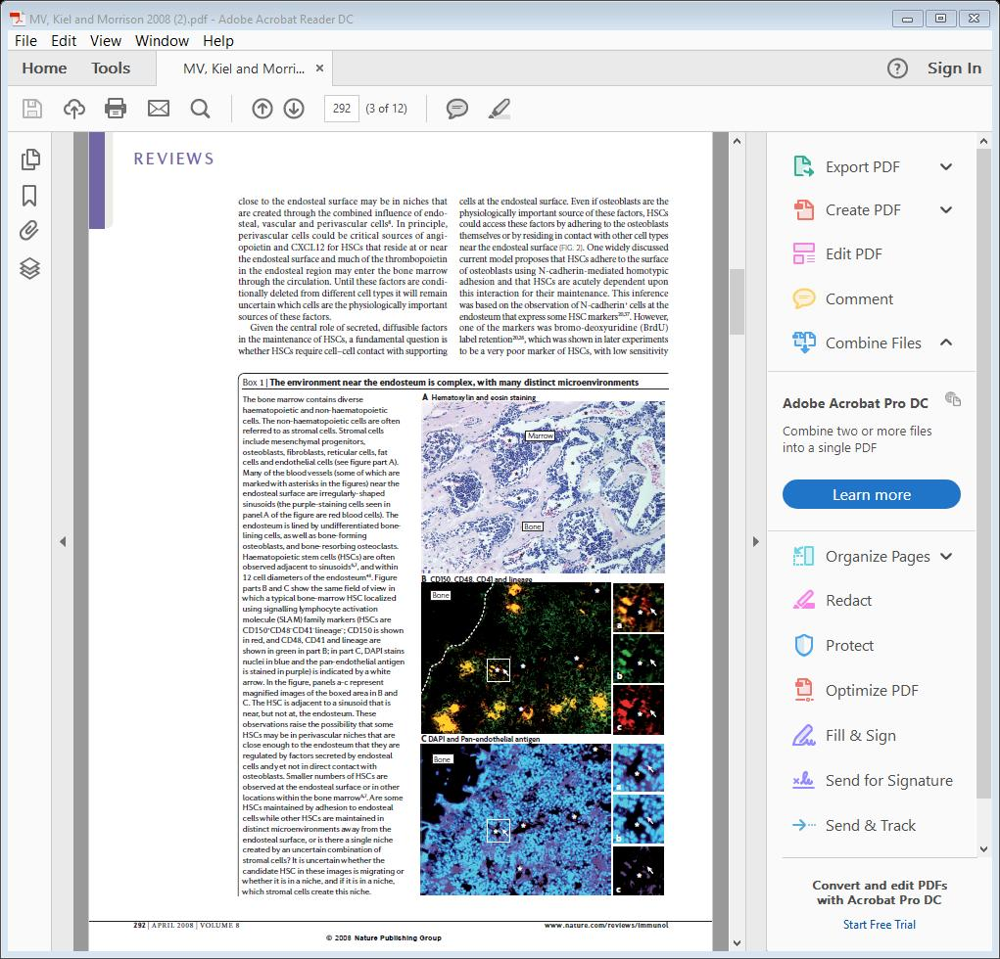 MV, Kiel and Morrison 2008 (2).pdf - Adobe Acrobat Reader DC
File Edit View Window Help
Home Tools MV, Kiel and Morri... × Sign In
292 (3 of 12)
REVIEWS
close to the endosteal surface may be in niches that
are created through the combined influence of endo-
steal, vascular and perivascular cells⁸. In principle,
perivascular cells could be critical sources of angi-
opoietin and CXCL12 for HSCs that reside at or near
the endosteal surface and much of the thrombopoietin
in the endosteal region may enter the bone marrow
through the circulation. Until these factors are condi-
tionally deleted from different cell types it will remain
uncertain which cells are the physiologically important
sources of these factors.
Given the central role of secreted, diffusible factors
in the maintenance of HSCs, a fundamental question is
whether HSCs require cell–cell contact with supporting
cells at the endosteal surface. Even if osteoblasts are the
physiologically important source of these factors, HSCs
could access these factors by adhering to the osteoblasts
themselves or by residing in contact with other cell types
near the endosteal surface (FIG. 2). One widely discussed
current model proposes that HSCs adhere to the surface
of osteoblasts using N-cadherin-mediated homotypic
adhesion and that HSCs are acutely dependent upon
this interaction for their maintenance. This inference
was based on the observation of N-cadherin⁺ cells at the
endosteum that express some HSC markers²⁰,³⁷. However,
one of the markers was bromo-deoxyuridine (BrdU)
label retention²⁰,²⁶, which was shown in later experiments
to be a very poor marker of HSCs, with low sensitivity
Box 1 | The environment near the endosteum is complex, with many distinct microenvironments
The bone marrow contains diverse
haematopoietic and non-haematopoietic
cells. The non-haematopoietic cells are often
referred to as stromal cells. Stromal cells
include mesenchymal progenitors,
osteoblasts, fibroblasts, reticular cells, fat
cells and endothelial cells (see figure part A).
Many of the blood vessels (some of which are
marked with asterisks in the figures) near the
endosteal surface are irregularly-shaped
sinusoids (the purple-staining cells seen in
panel A of the figure are red blood cells). The
endosteum is lined by undifferentiated bone-
lining cells, as well as bone-forming
osteoblasts, and bone-resorbing osteoclasts.
Haematopoietic stem cells (HSCs) are often
observed adjacent to sinusoids⁶,⁷, and within
12 cell diameters of the endosteum⁴⁸. Figure
parts B and C show the same field of view in
which a typical bone-marrow HSC localized
using signalling lymphocyte activation
molecule (SLAM) family markers (HSCs are
CD150⁺CD48⁻CD41⁻lineage⁻; CD150 is shown
in red, and CD48, CD41 and lineage are
shown in green in part B; in part C, DAPI stains
nuclei in blue and the pan-endothelial antigen
is stained in purple) is indicated by a white
arrow. In the figure, panels a-c represent
magnified images of the boxed area in B and
C. The HSC is adjacent to a sinusoid that is
near, but not at, the endosteum. These
observations raise the possibility that some
HSCs may be in perivascular niches that are
close enough to the endosteum that they are
regulated by factors secreted by endosteal
cells and yet not in direct contact with
osteoblasts. Smaller numbers of HSCs are
observed at the endosteal surface or in other
locations within the bone marrow⁶,⁷. Are some
HSCs maintained by adhesion to endosteal
cells while other HSCs are maintained in
distinct microenvironments away from the
endosteal surface, or is there a single niche
created by an uncertain combination of
stromal cells? It is uncertain whether the
candidate HSC in these images is migrating or
whether it is in a niche, and if it is in a niche,
which stromal cells create this niche.
A Hematoxylin and eosin staining
Marrow
Bone
B CD150, CD48, CD41 and lineage
Bone
a
b
c
C DAPI and Pan-endothelial antigen
Bone
a
b
c
292 | APRIL 2008 | VOLUME 8
www.nature.com/reviews/immunol
© 2008 Nature Publishing Group
Export PDF
Create PDF
Edit PDF
Comment
Combine Files
Adobe Acrobat Pro DC
Combine two or more files
into a single PDF
Learn more
Organize Pages
Redact
Protect
Optimize PDF
Fill & Sign
Send for Signature
Send & Track
Convert and edit PDFs
with Acrobat Pro DC
Start Free Trial